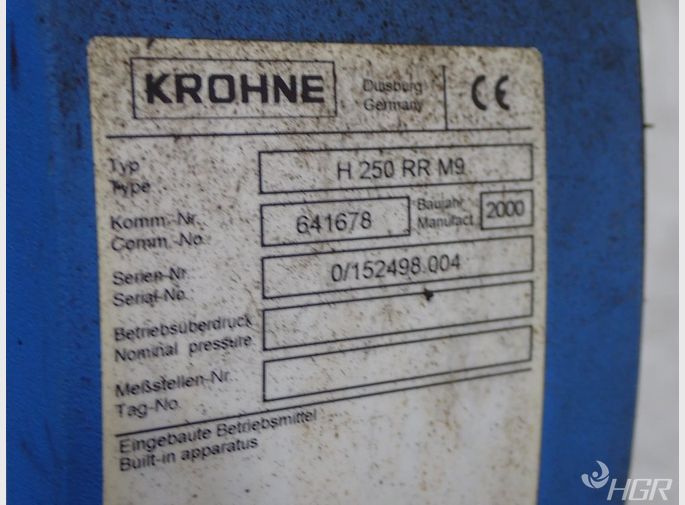 KROHNE
Duisburg
Germany
CE
Typ
Type
H 250 RR M9
Komm.-Nr.
Comm.-No.
641678
Baujahr
Manufact.
2000
Serien-Nr.
Serial-No.
0/152498.004
Betriebsüberdruck
Nominal pressure
Meßstellen-Nr.
Tag-No.
Eingebaute Betriebsmittel
Built-in apparatus
HGR